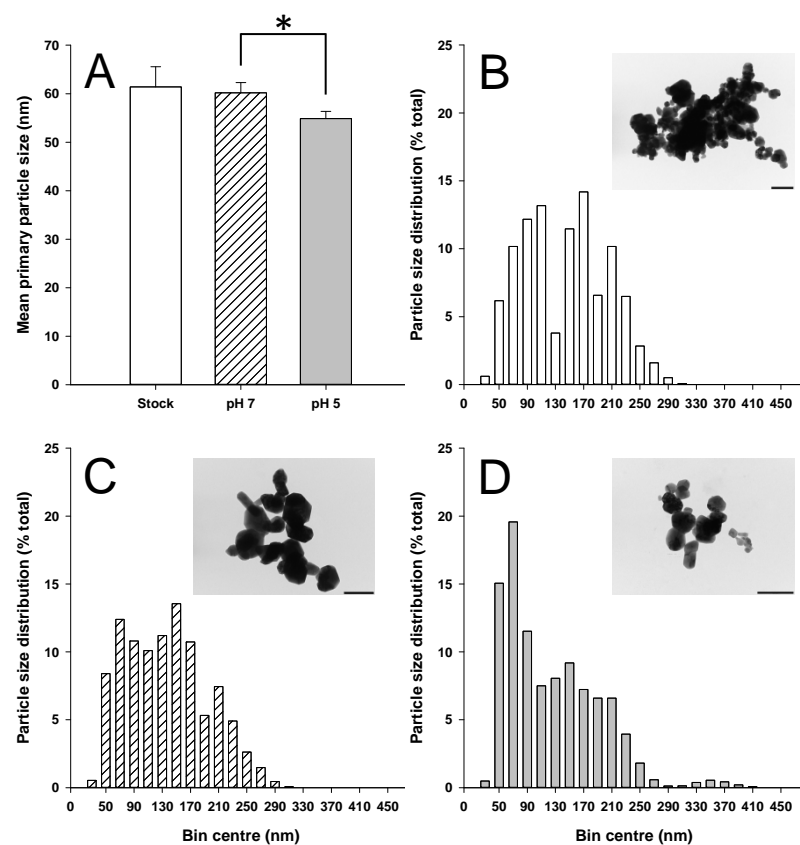 *
A
Mean primary particle size (nm)
70
60
50
40
30
20
10
0
Stock pH 7 pH 5
B
Particle size distribution (% total)
25
20
15
10
5
0
0 50 90 130 170 210 250 290 330 370 410 450
C
Particle size distribution (% total)
25
20
15
10
5
0
0 50 90 130 170 210 250 290 330 370 410 450
Bin centre (nm)
D
Particle size distribution (% total)
25
20
15
10
5
0
0 50 90 130 170 210 250 290 330 370 410 450
Bin centre (nm)